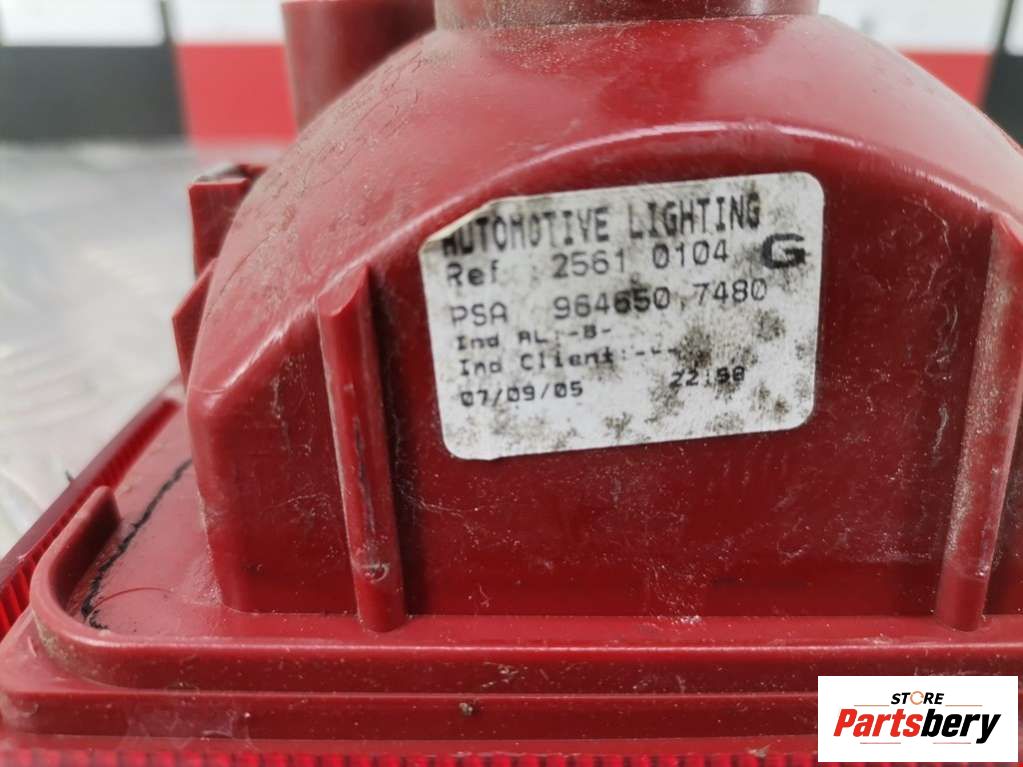 AUTOMOTIVE LIGHTING
Ref : 2561 0104 G
PSA 964650 7480
Ind AL:-B-
Ind Client:---
07/09/05 22:58
STORE
Partsbery